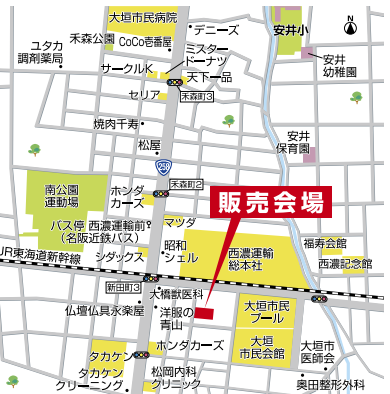 大垣市民病院
デニーズ
安井小
N
禾森公園
CoCo壱番屋
ミスター
ドーナツ
ユタカ
調剤薬局
サークルK
天下一品
安井
幼稚園
セリア
禾森町3
焼肉千寿
安井
保育園
松屋
258
禾森町2
南公園
運動場
ホンダ
カーズ
販売会場
マツダ
バス停 西濃運輸前
(名阪近鉄バス)
昭和
シェル
西濃運輸
総本社
福寿会館
西濃記念館
JR東海道新幹線
シダックス
新田町3
大橋獣医科
仏壇仏具永楽屋
洋服の
青山
大垣市民
プール
大垣
市民会館
大垣市
医師会
タカケン
ホンダカーズ
タカケン
クリーニング
松岡内科
クリニック
奥田整形外科